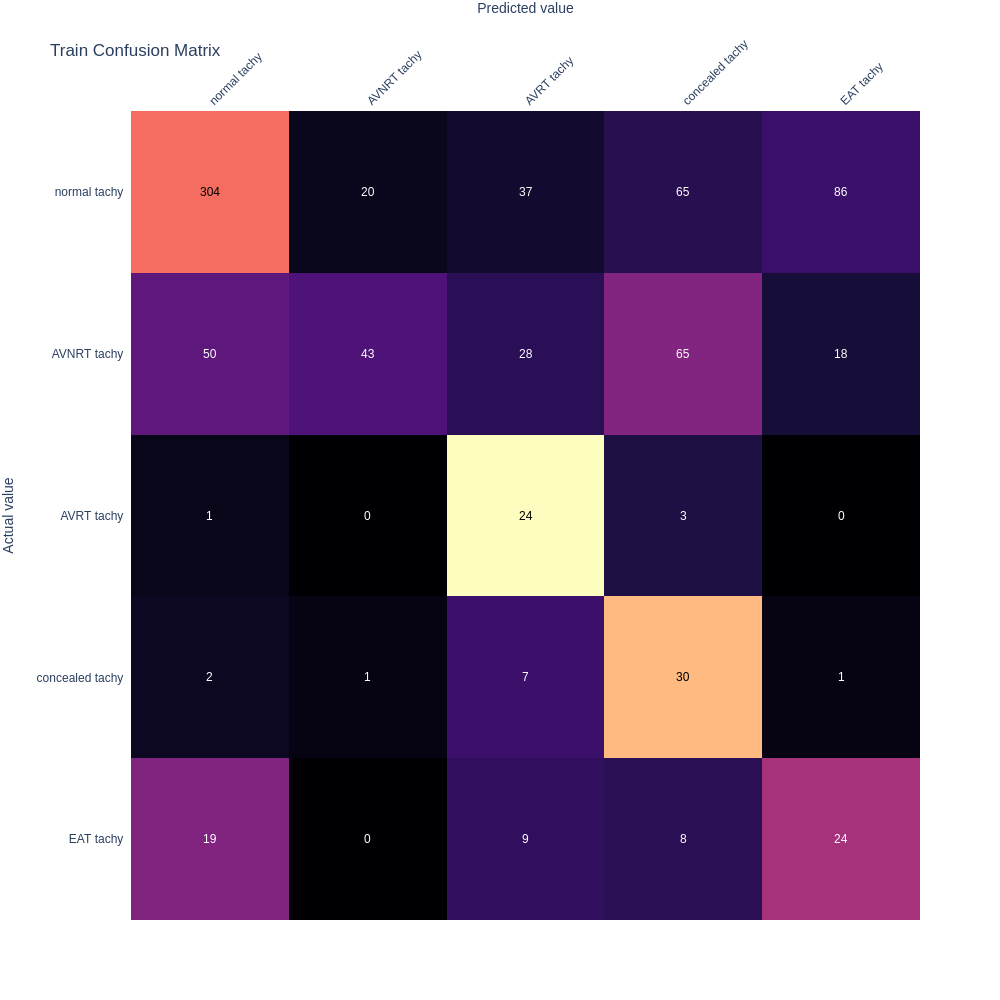 Predicted value
Train Confusion Matrix
normal tachy
AVNRT tachy
AVRT tachy
concealed tachy
EAT tachy
normal tachy 304 20 37 65 86
AVNRT tachy 50 43 28 65 18
AVRT tachy 1 0 24 3 0
concealed tachy 2 1 7 30 1
EAT tachy 19 0 9 8 24
Actual value